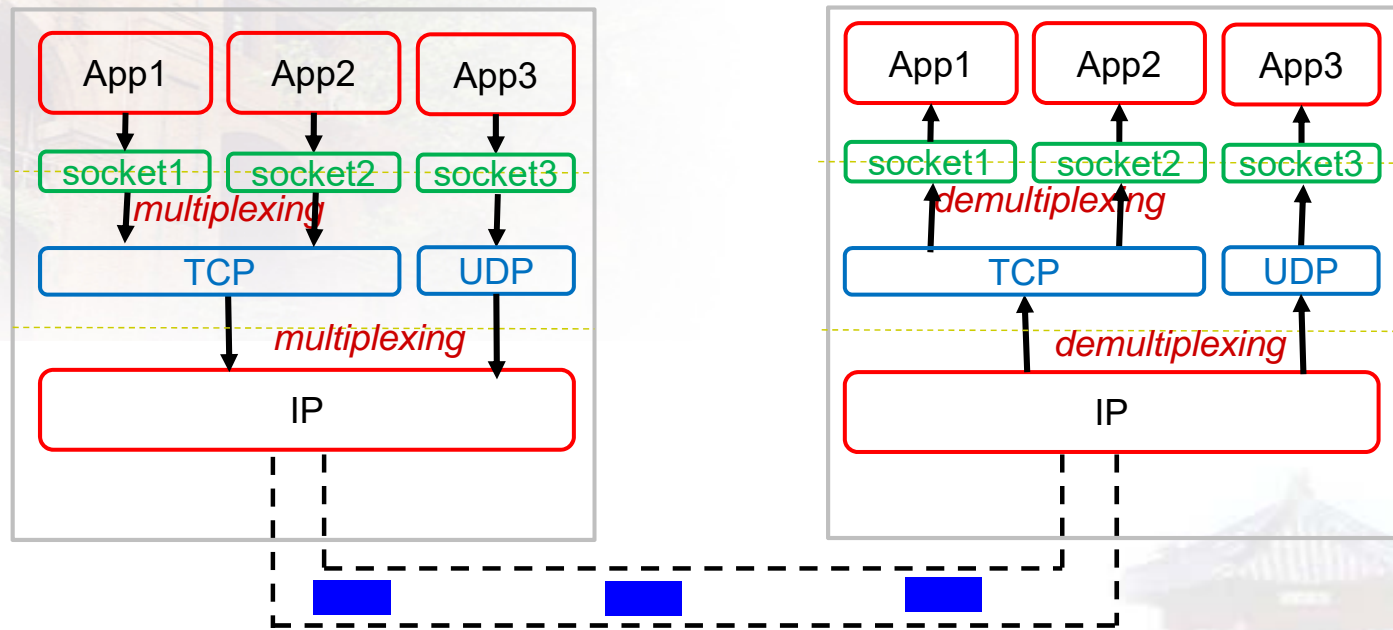 App1 App2 App3
socket1 socket2 socket3
multiplexing
TCP UDP
multiplexing
IP
App1 App2 App3
socket1 socket2 socket3
demultiplexing
TCP UDP
demultiplexing
IP